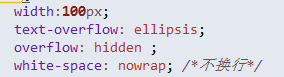 width:100px;
text-overflow: ellipsis;
overflow: hidden ;
white-space: nowrap; /*不换行*/